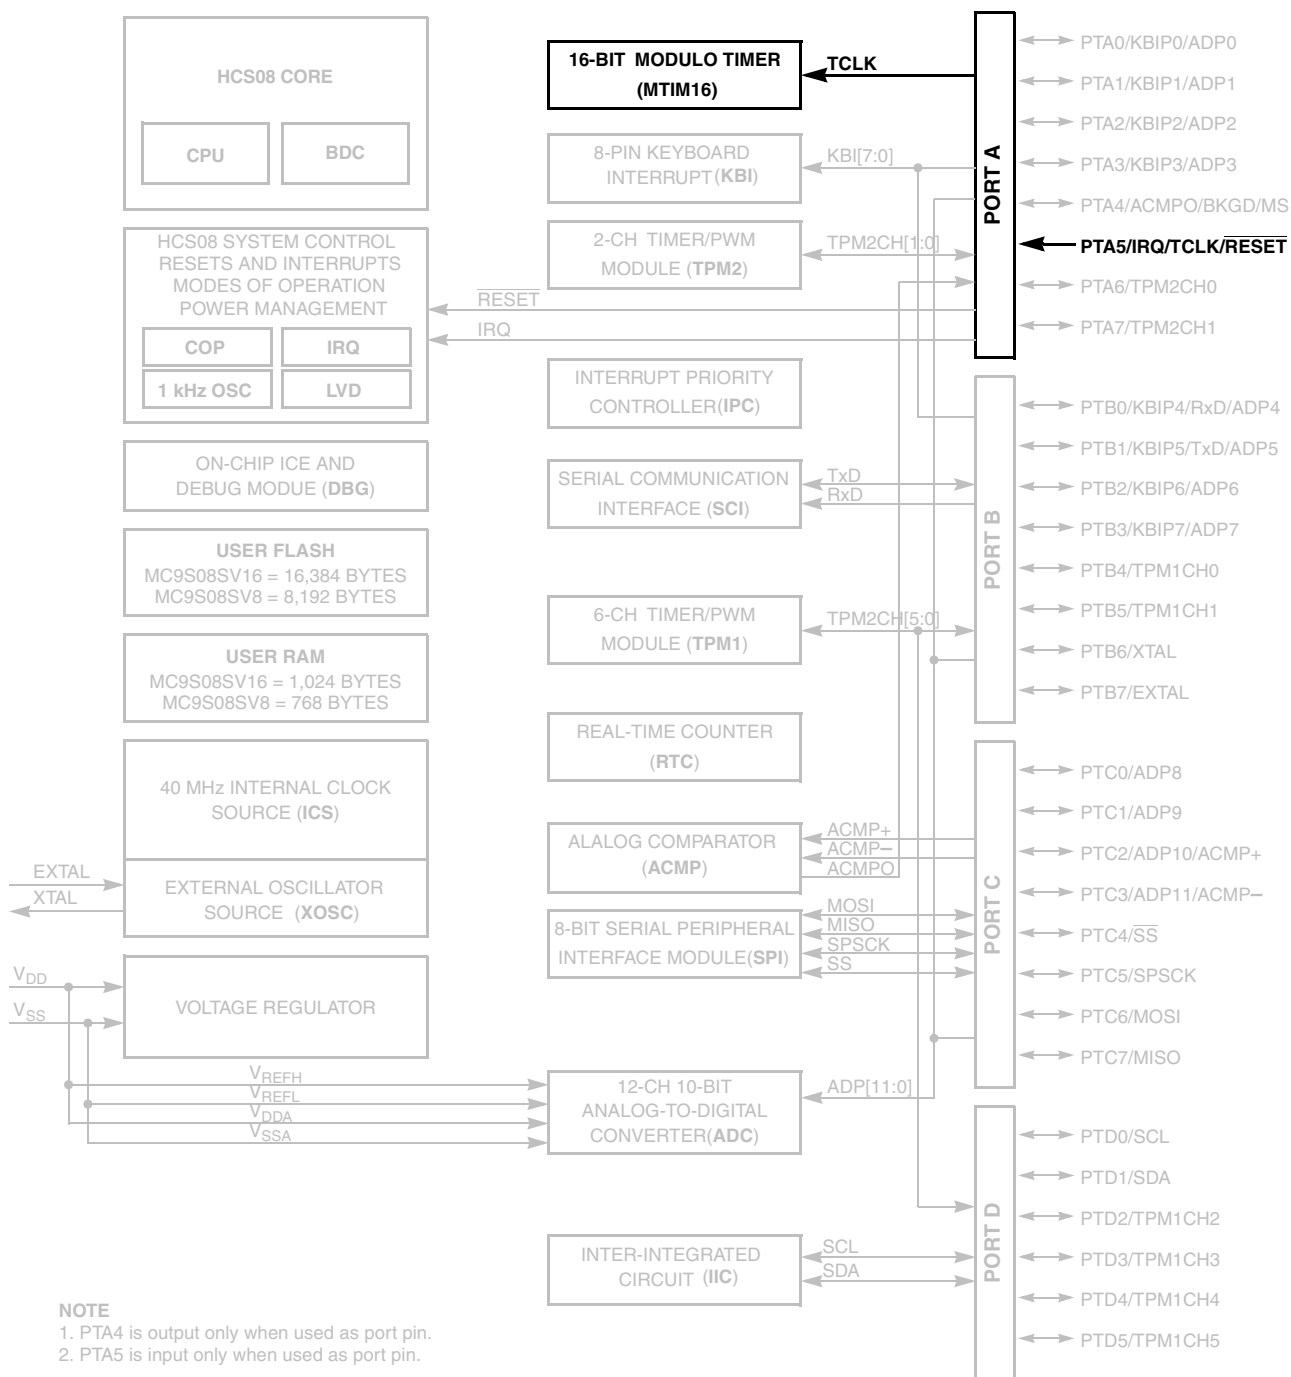 HCS08 CORE
CPU
BDC
HCS08 SYSTEM CONTROL
RESETS AND INTERRUPTS
MODES OF OPERATION
POWER MANAGEMENT
COP
IRQ
1 kHz OSC
LVD
ON-CHIP ICE AND
DEBUG MODUE (DBG)
USER FLASH
MC9S08SV16 = 16,384 BYTES
MC9S08SV8 = 8,192 BYTES
USER RAM
MC9S08SV16 = 1,024 BYTES
MC9S08SV8 = 768 BYTES
40 MHz INTERNAL CLOCK
SOURCE (ICS)
EXTAL
XTAL
EXTERNAL OSCILLATOR
SOURCE (XOSC)
VDD
VSS
VOLTAGE REGULATOR
VREFH
VREFL
VDDA
VSSA
16-BIT MODULO TIMER
(MTIM16)
TCLK
8-PIN KEYBOARD
INTERRUPT(KBI)
KBI[7:0]
2-CH TIMER/PWM
MODULE (TPM2)
TPM2CH[1:0]
RESET
IRQ
INTERRUPT PRIORITY
CONTROLLER(IPC)
SERIAL COMMUNICATION
INTERFACE (SCI)
TxD
RxD
6-CH TIMER/PWM
MODULE (TPM1)
TPM2CH[5:0]
REAL-TIME COUNTER
(RTC)
ALALOG COMPARATOR
(ACMP)
ACMP+
ACMP–
ACMPO
8-BIT SERIAL PERIPHERAL
INTERFACE MODULE(SPI)
MOSI
MISO
SPSCK
SS
12-CH 10-BIT
ANALOG-TO-DIGITAL
CONVERTER(ADC)
ADP[11:0]
INTER-INTEGRATED
CIRCUIT (IIC)
SCL
SDA
PORT A
PTA0/KBIP0/ADP0
PTA1/KBIP1/ADP1
PTA2/KBIP2/ADP2
PTA3/KBIP3/ADP3
PTA4/ACMPO/BKGD/MS
PTA5/IRQ/TCLK/RESET
PTA6/TPM2CH0
PTA7/TPM2CH1
PORT B
PTB0/KBIP4/RxD/ADP4
PTB1/KBIP5/TxD/ADP5
PTB2/KBIP6/ADP6
PTB3/KBIP7/ADP7
PTB4/TPM1CH0
PTB5/TPM1CH1
PTB6/XTAL
PTB7/EXTAL
PORT C
PTC0/ADP8
PTC1/ADP9
PTC2/ADP10/ACMP+
PTC3/ADP11/ACMP–
PTC4/SS
PTC5/SPSCK
PTC6/MOSI
PTC7/MISO
PORT D
PTD0/SCL
PTD1/SDA
PTD2/TPM1CH2
PTD3/TPM1CH3
PTD4/TPM1CH4
PTD5/TPM1CH5
NOTE
1. PTA4 is output only when used as port pin.
2. PTA5 is input only when used as port pin.